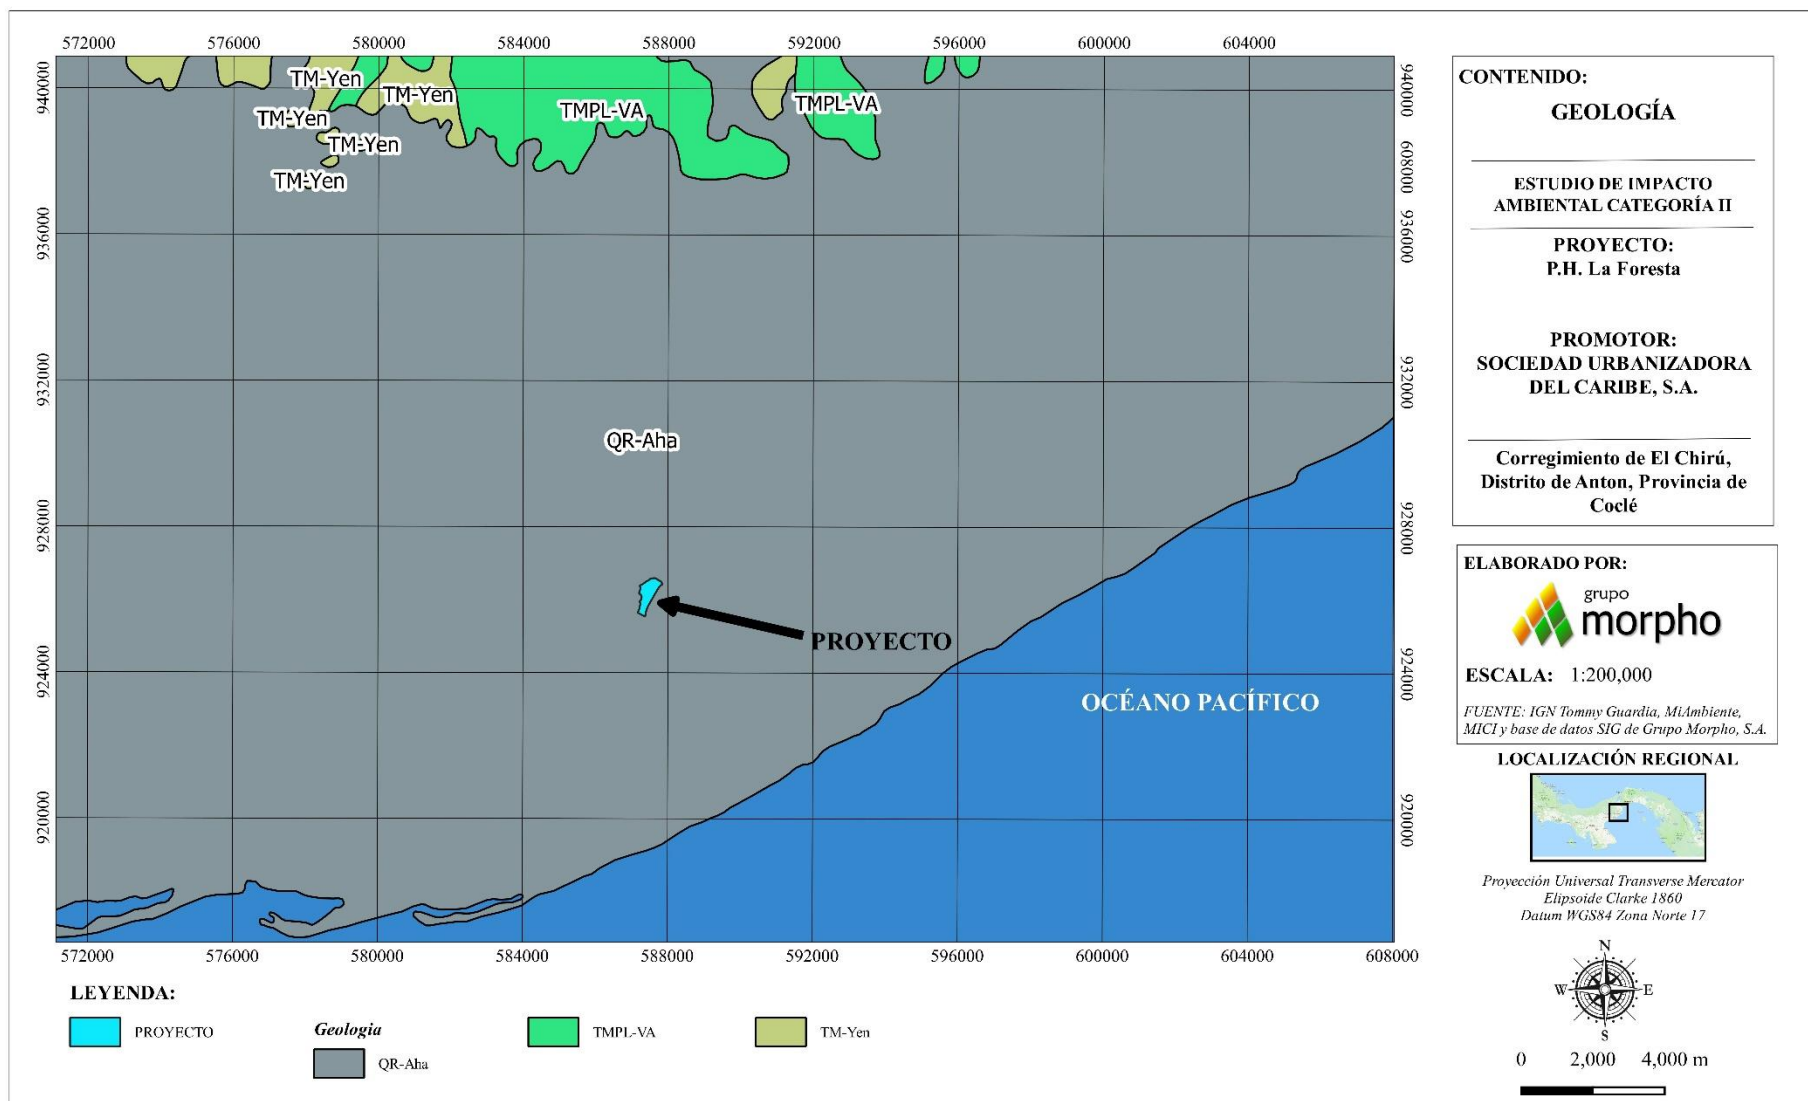 572000 576000 580000 584000 588000 592000 596000 600000 604000
940000
936000
932000
928000
924000
920000
940000
608000
936000
932000
928000
924000
920000
TM-Yen
TM-Yen
TM-Yen
TM-Yen
TM-Yen
TMPL-VA
TMPL-VA
QR-Aha
PROYECTO
OCÉANO PACÍFICO
572000 576000 580000 584000 588000 592000 596000 600000 604000 608000
LEYENDA:
PROYECTO
Geologia
QR-Aha
TMPL-VA
TM-Yen
CONTENIDO:
GEOLOGÍA
ESTUDIO DE IMPACTO
AMBIENTAL CATEGORÍA II
PROYECTO:
P.H. La Foresta
PROMOTOR:
SOCIEDAD URBANIZADORA
DEL CARIBE, S.A.
Corregimiento de El Chirú,
Distrito de Anton, Provincia de
Coclé
ELABORADO POR:
grupo
morpho
ESCALA: 1:200,000
FUENTE: IGN Tommy Guardia, MiAmbiente,
MICI y base de datos SIG de Grupo Morpho, S.A.
LOCALIZACIÓN REGIONAL
Proyección Universal Transverse Mercator
Elipsoide Clarke 1860
Datum WGS84 Zona Norte 17
N
W E
S
0 2,000 4,000 m